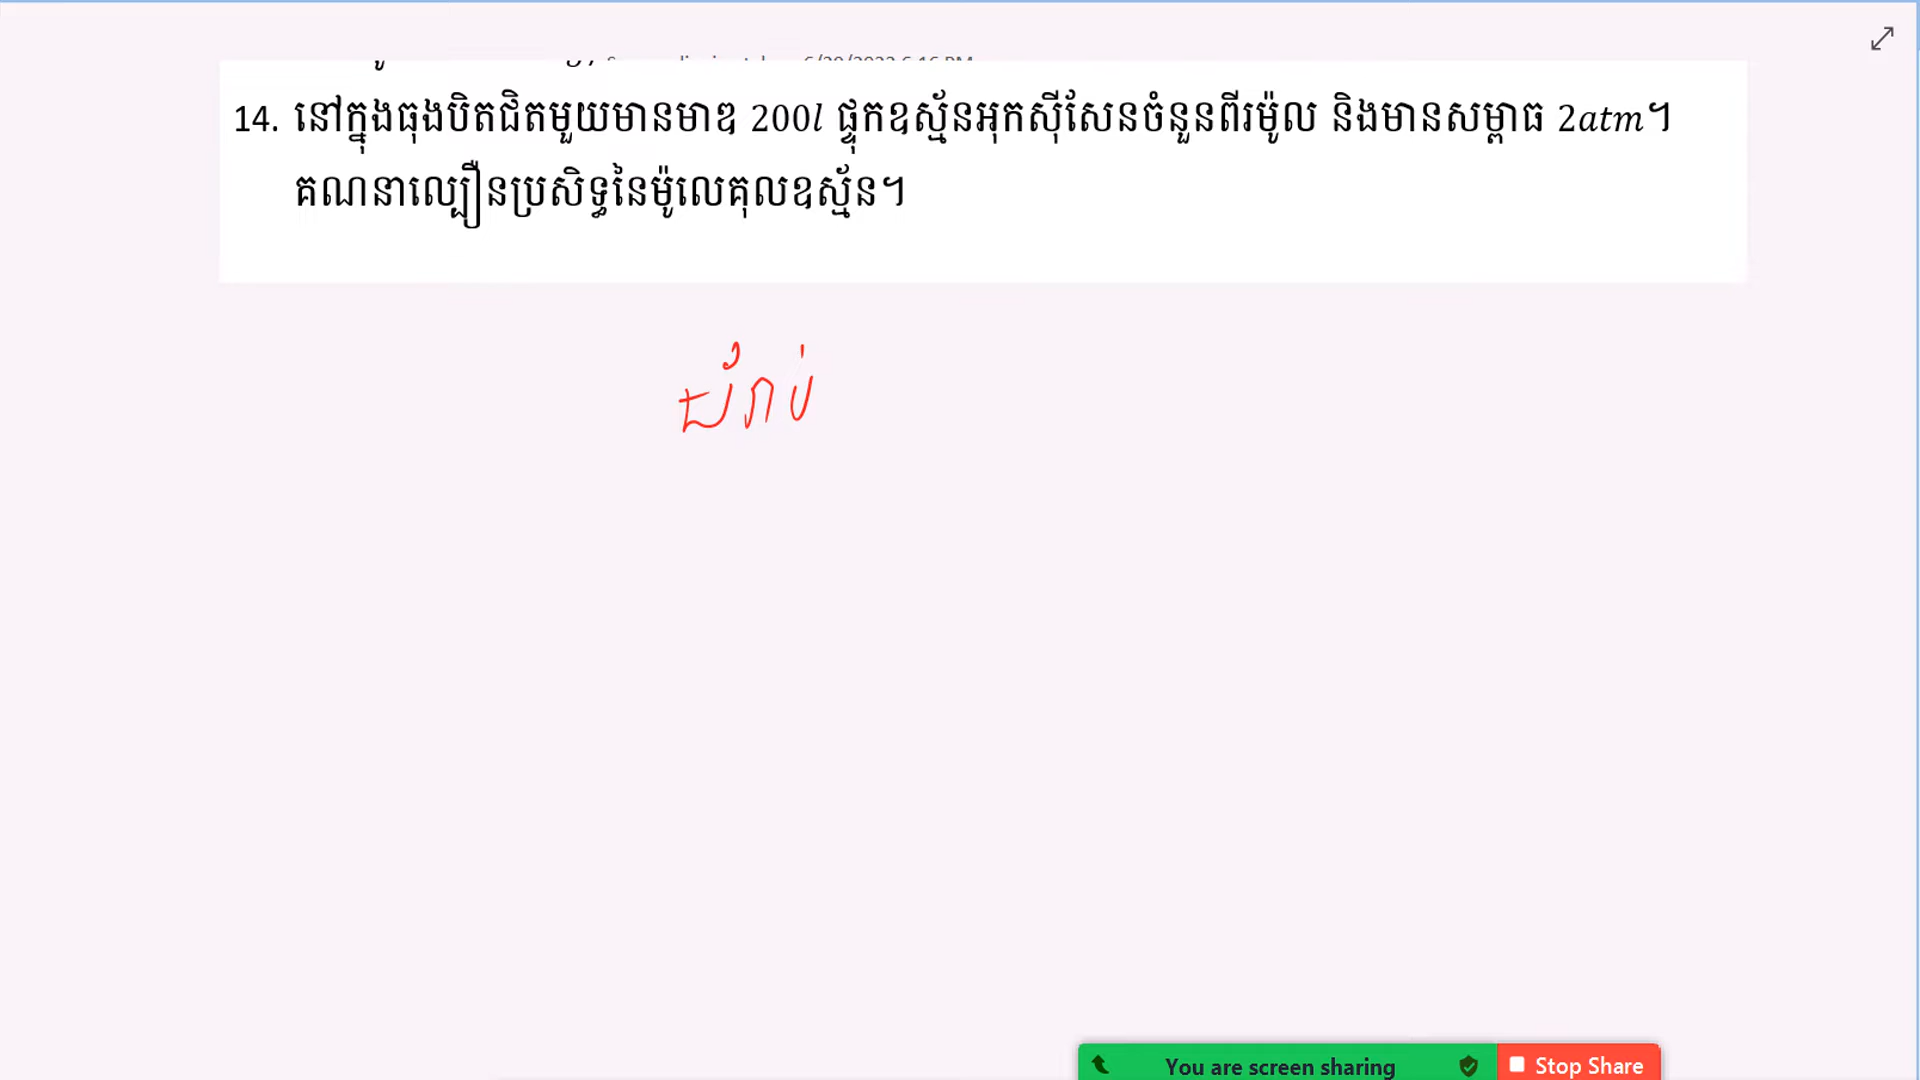 14. នៅក្នុងធុងបិតជិតមួយមានមាឌ 200l ផ្ទុកឧស្ម័នអុកស៊ីសែនចំនួនពីរម៉ូល និងមានសម្ពាធ 2atm។
គណនាល្បឿនប្រសិទ្ធនៃម៉ូលេគុលឧស្ម័ន។
You are screen sharing
Stop Share